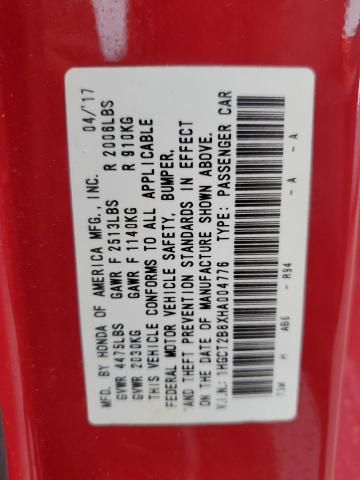 MFD. BY HONDA OF AMERICA MFG., INC. 04/'17
GVWR 4475LBS GAWR F 2513LBS R 2006LBS
GVWR 2030KG GAWR F 1140KG R 910KG
THIS VEHICLE CONFORMS TO ALL APPLICABLE
FEDERAL MOTOR VEHICLE SAFETY, BUMPER,
AND THEFT PREVENTION STANDARDS IN EFFECT
ON THE DATE OF MANUFACTURE SHOWN ABOVE.
V.I.N.: 1HGCT2B8XHA004776 TYPE: PASSENGER CAR
T3W H AB6 - R94 - A - A